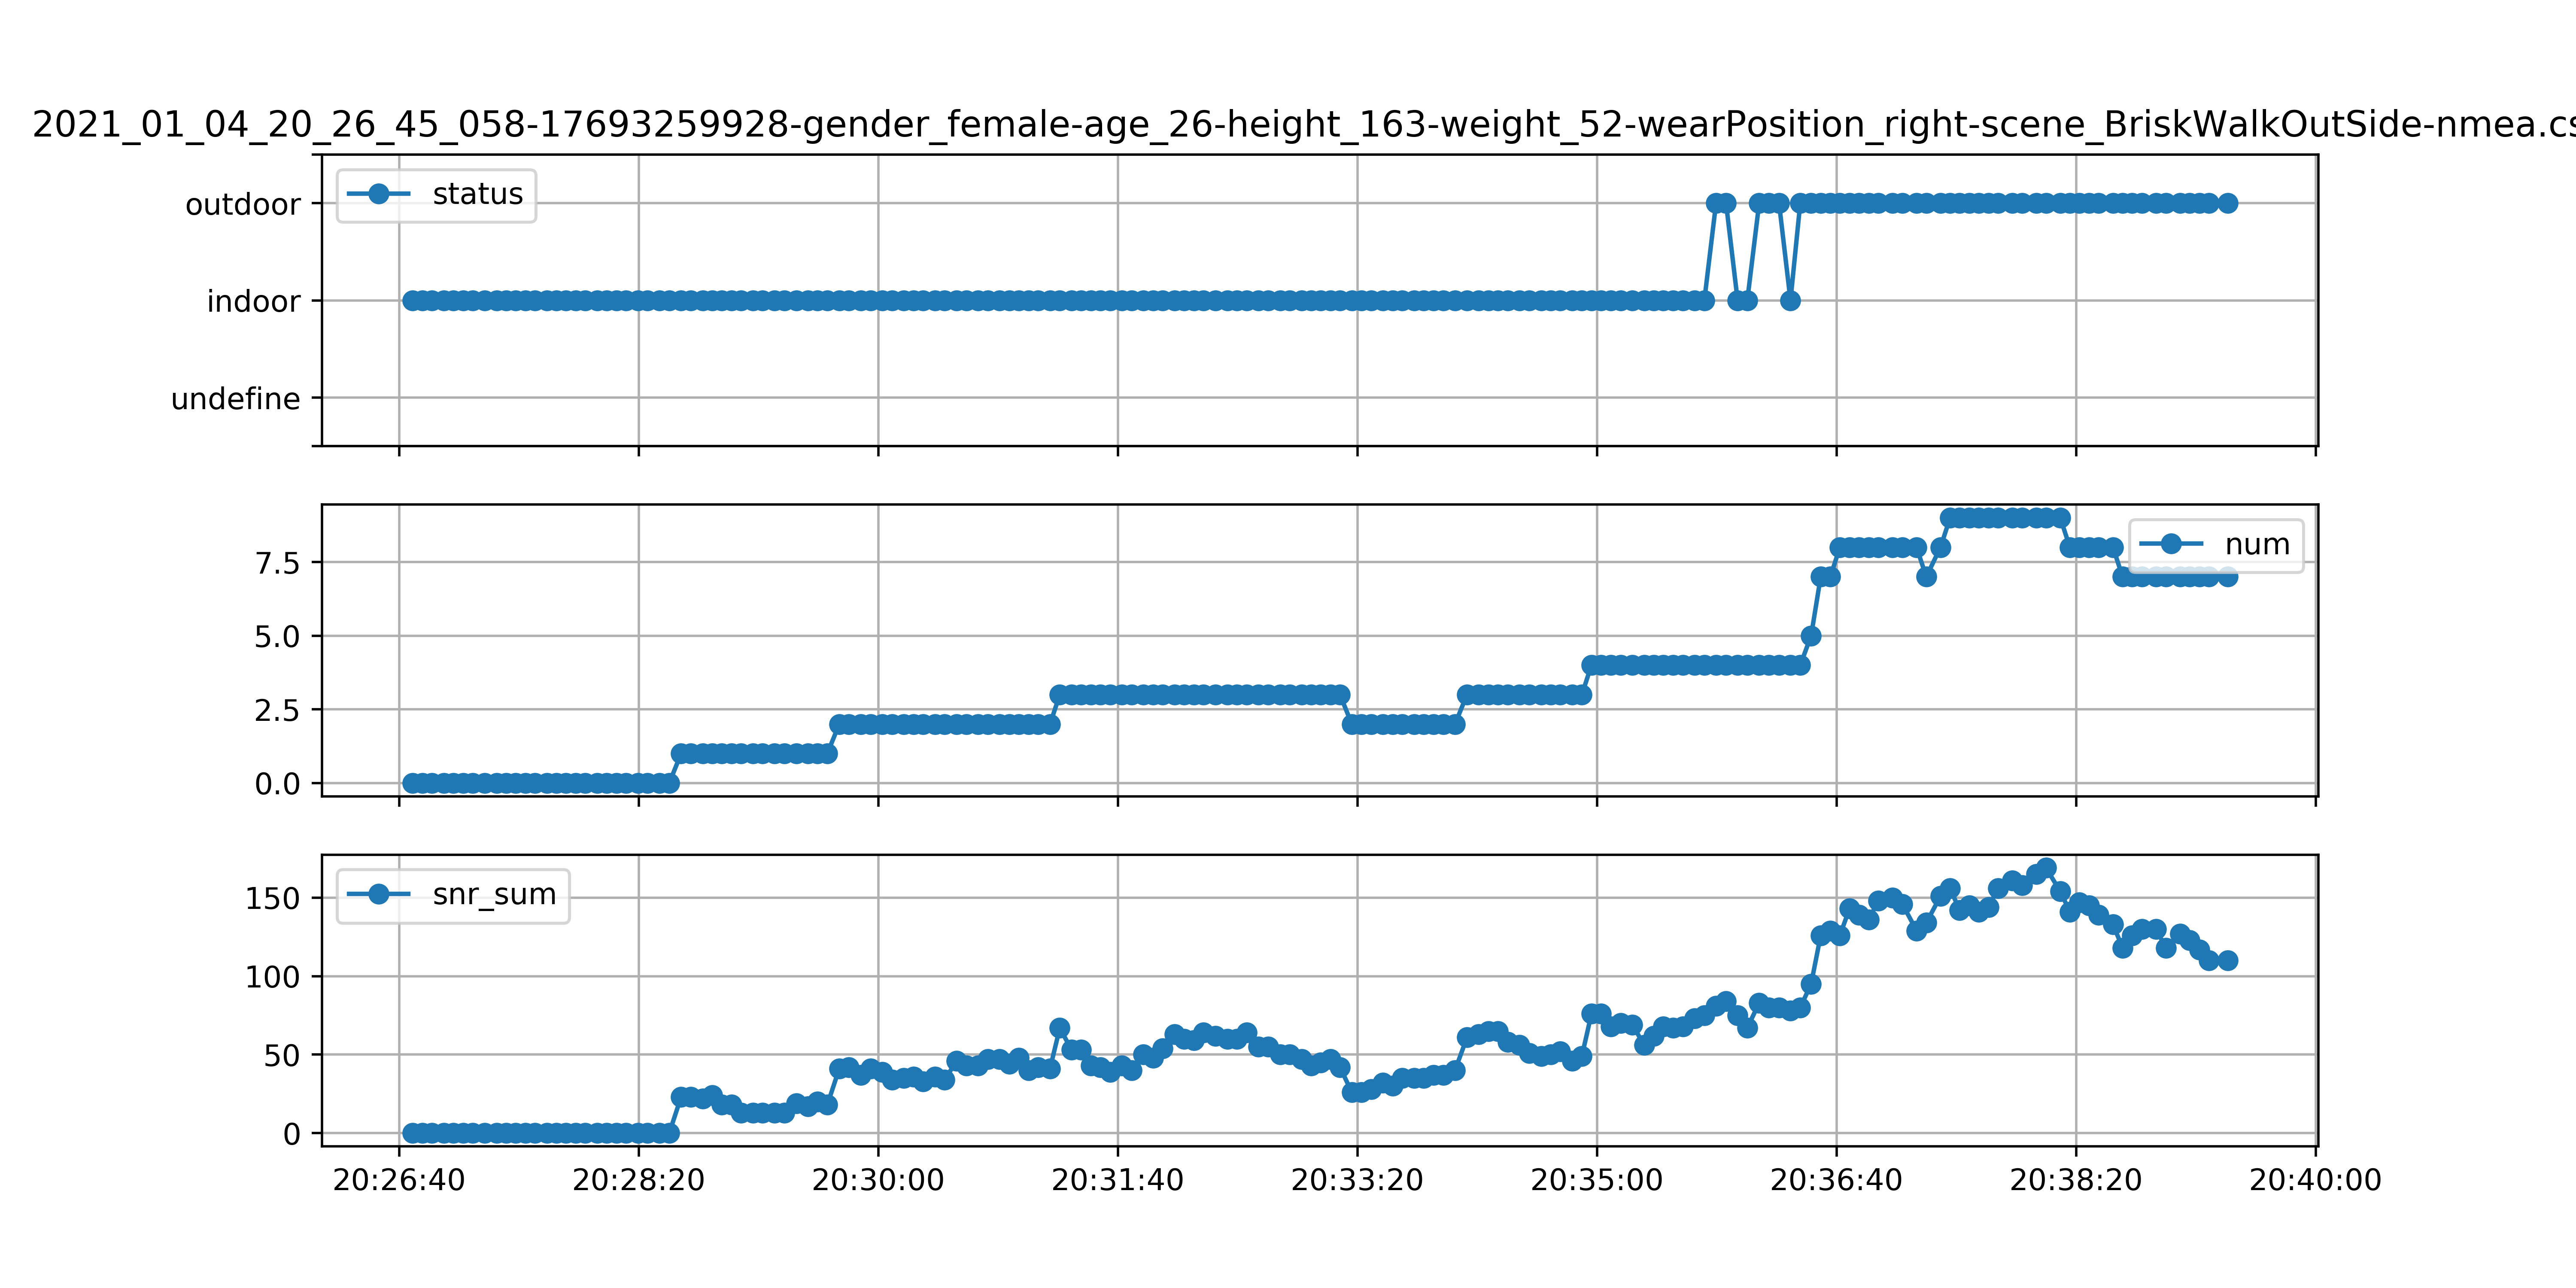 2021_01_04_20_26_45_058-17693259928-gender_female-age_26-height_163-weight_52-wearPosition_right-scene_BriskWalkOutSide-nmea.cs
status
outdoor
indoor
undefine
num
7.5
5.0
2.5
0.0
snr_sum
150
100
50
0
20:26:40 20:28:20 20:30:00 20:31:40 20:33:20 20:35:00 20:36:40 20:38:20 20:40:00